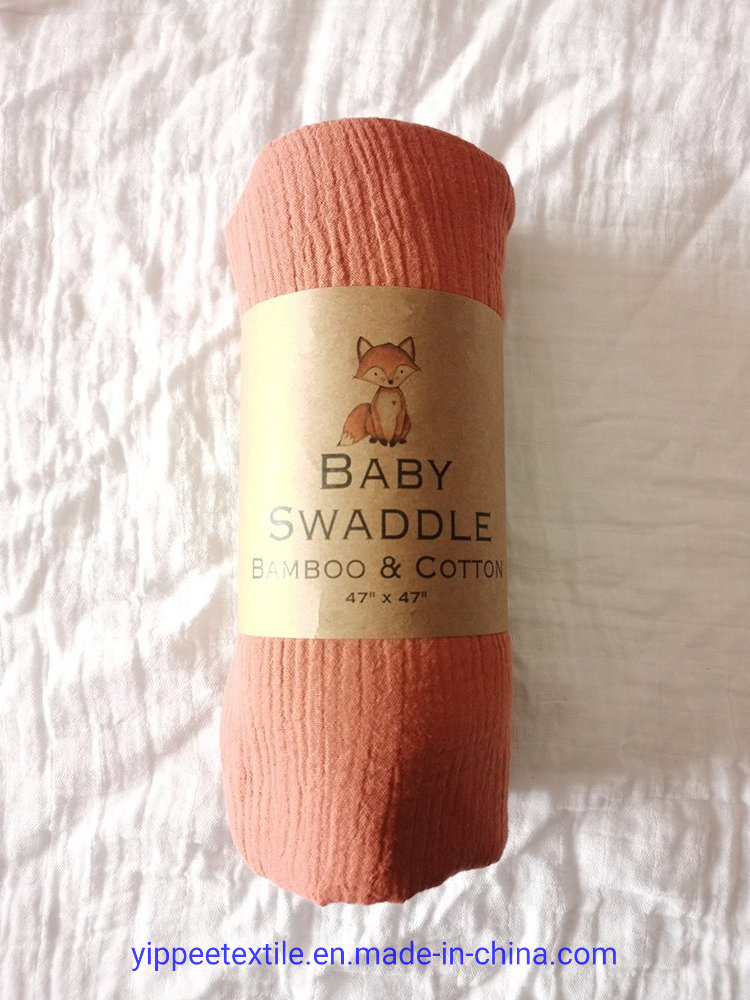 BABY
SWADDLE
BAMBOO & COTTON
47" x 47"
yippeetextile.en.made-in-china.com